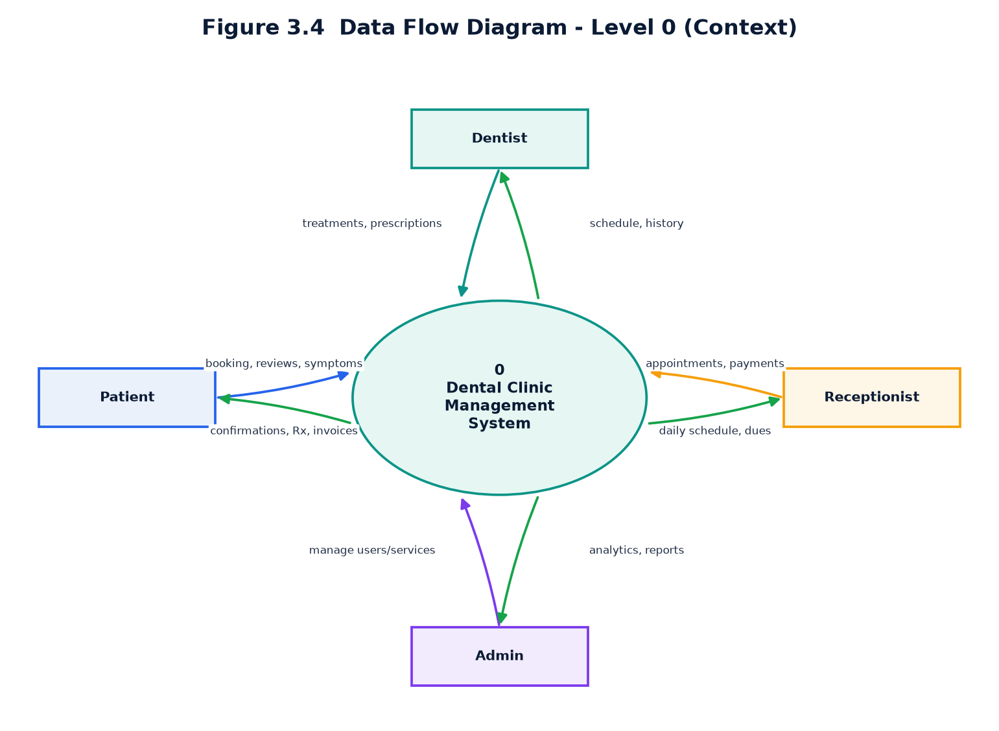 Figure 3.4  Data Flow Diagram - Level 0 (Context)
Dentist
treatments, prescriptions
schedule, history
booking, reviews, symptoms
appointments, payments
Patient
0
Dental Clinic
Management
System
Receptionist
confirmations, Rx, invoices
daily schedule, dues
manage users/services
analytics, reports
Admin